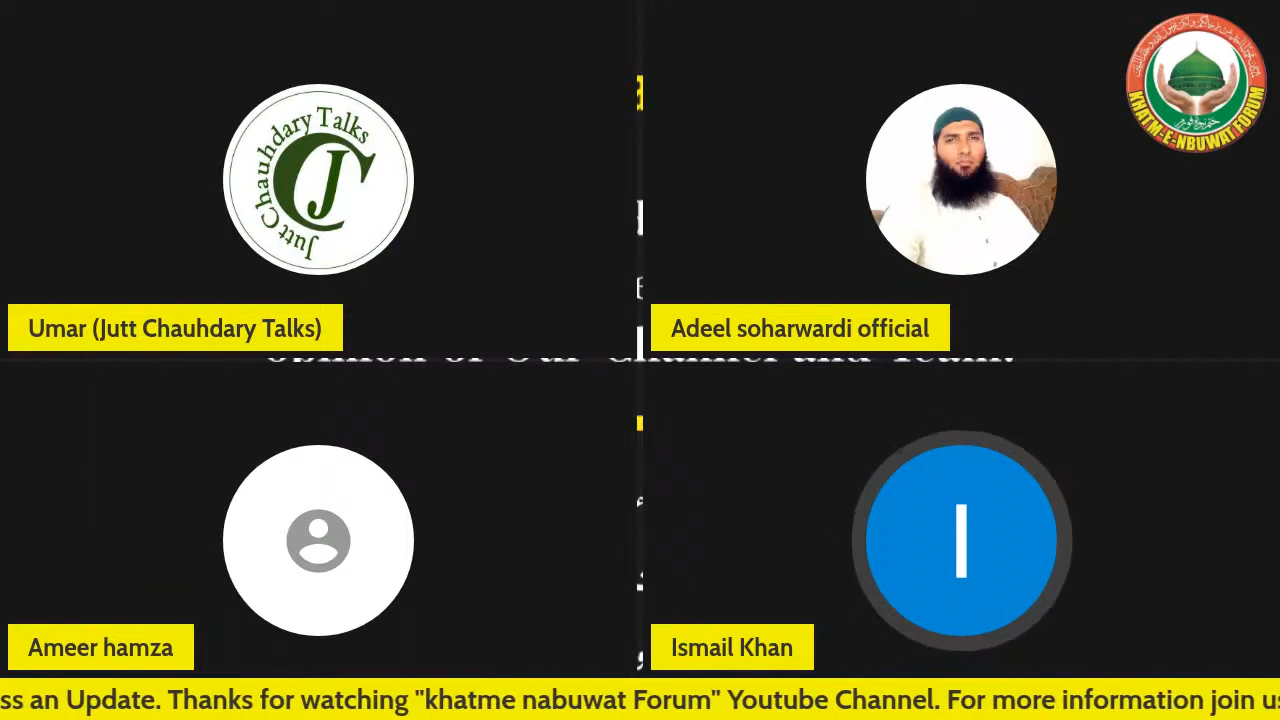 Jutt Chauhdary Talks
CJ
KHATM-E-NBUWAT FORUM
Umar (Jutt Chauhdary Talks)
Adeel soharwardi official
Ameer hamza
I
Ismail Khan
ss an Update. Thanks for watching "khatme nabuwat Forum" Youtube Channel. For more information join us